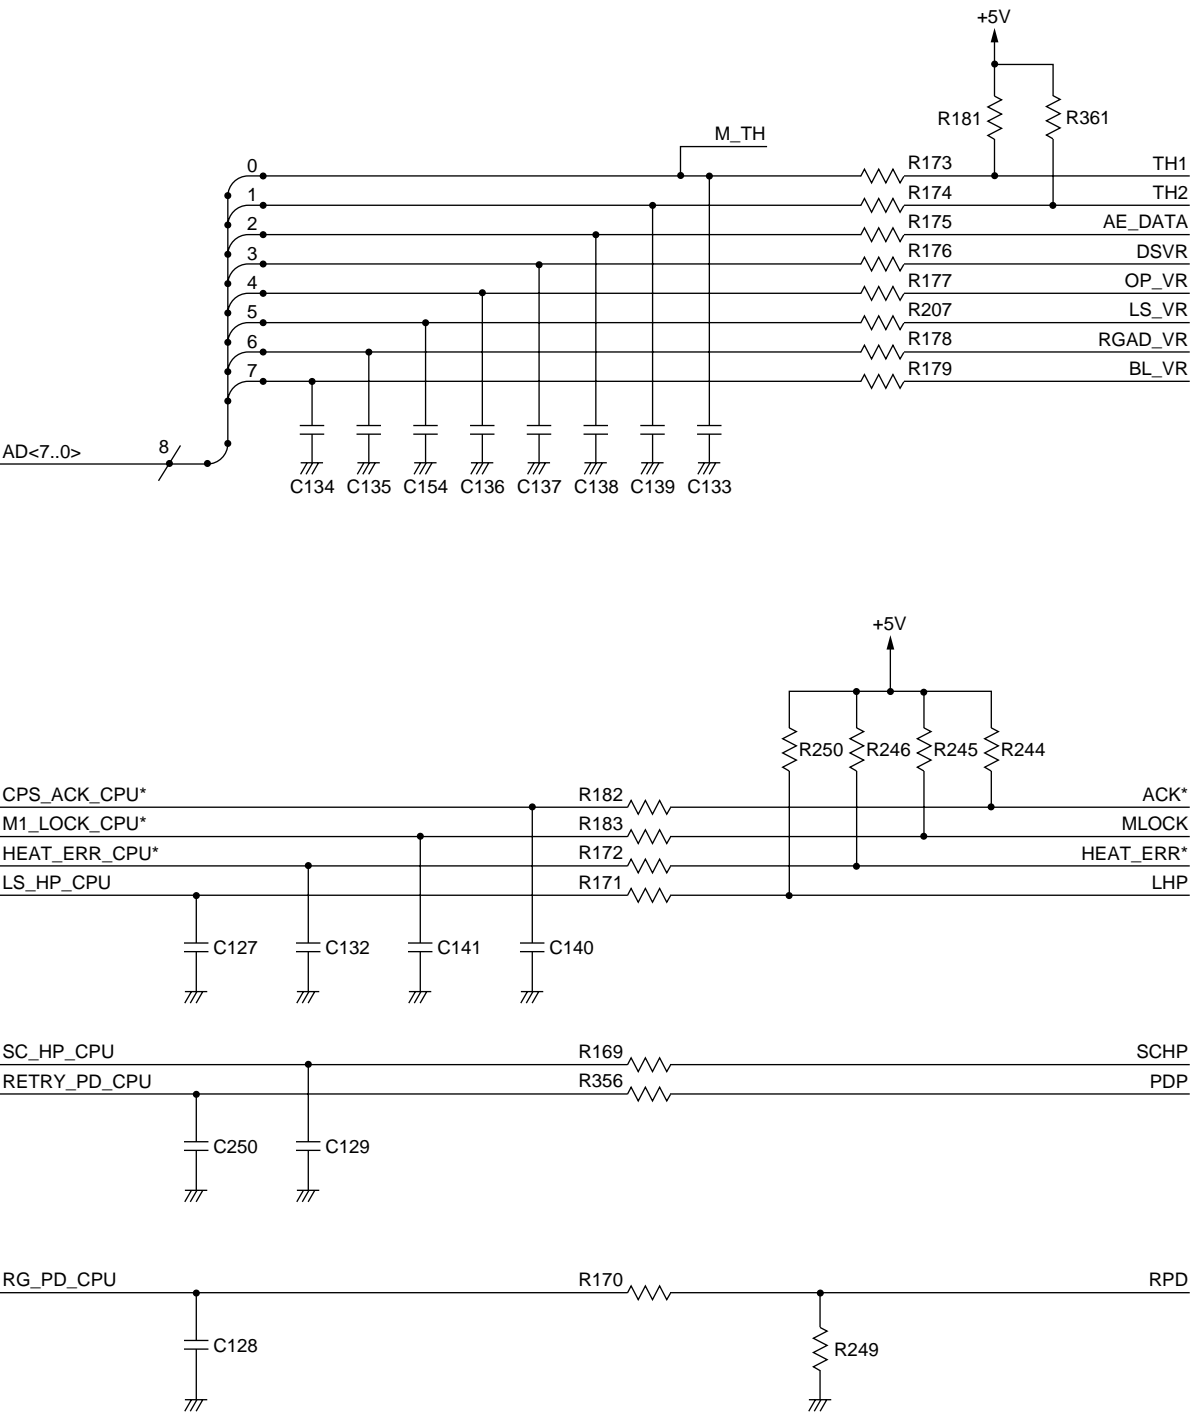 +5V
R181 R361
M_TH
0 R173 TH1
1 R174 TH2
2 R175 AE_DATA
3 R176 DSVR
4 R177 OP_VR
5 R207 LS_VR
6 R178 RGAD_VR
7 R179 BL_VR
AD<7..0> 8
C134 C135 C154 C136 C137 C138 C139 C133
+5V
R250 R246 R245 R244
CPS_ACK_CPU* R182 ACK*
M1_LOCK_CPU* R183 MLOCK
HEAT_ERR_CPU* R172 HEAT_ERR*
LS_HP_CPU R171 LHP
C127 C132 C141 C140
SC_HP_CPU R169 SCHP
RETRY_PD_CPU R356 PDP
C250 C129
RG_PD_CPU R170 RPD
C128 R249